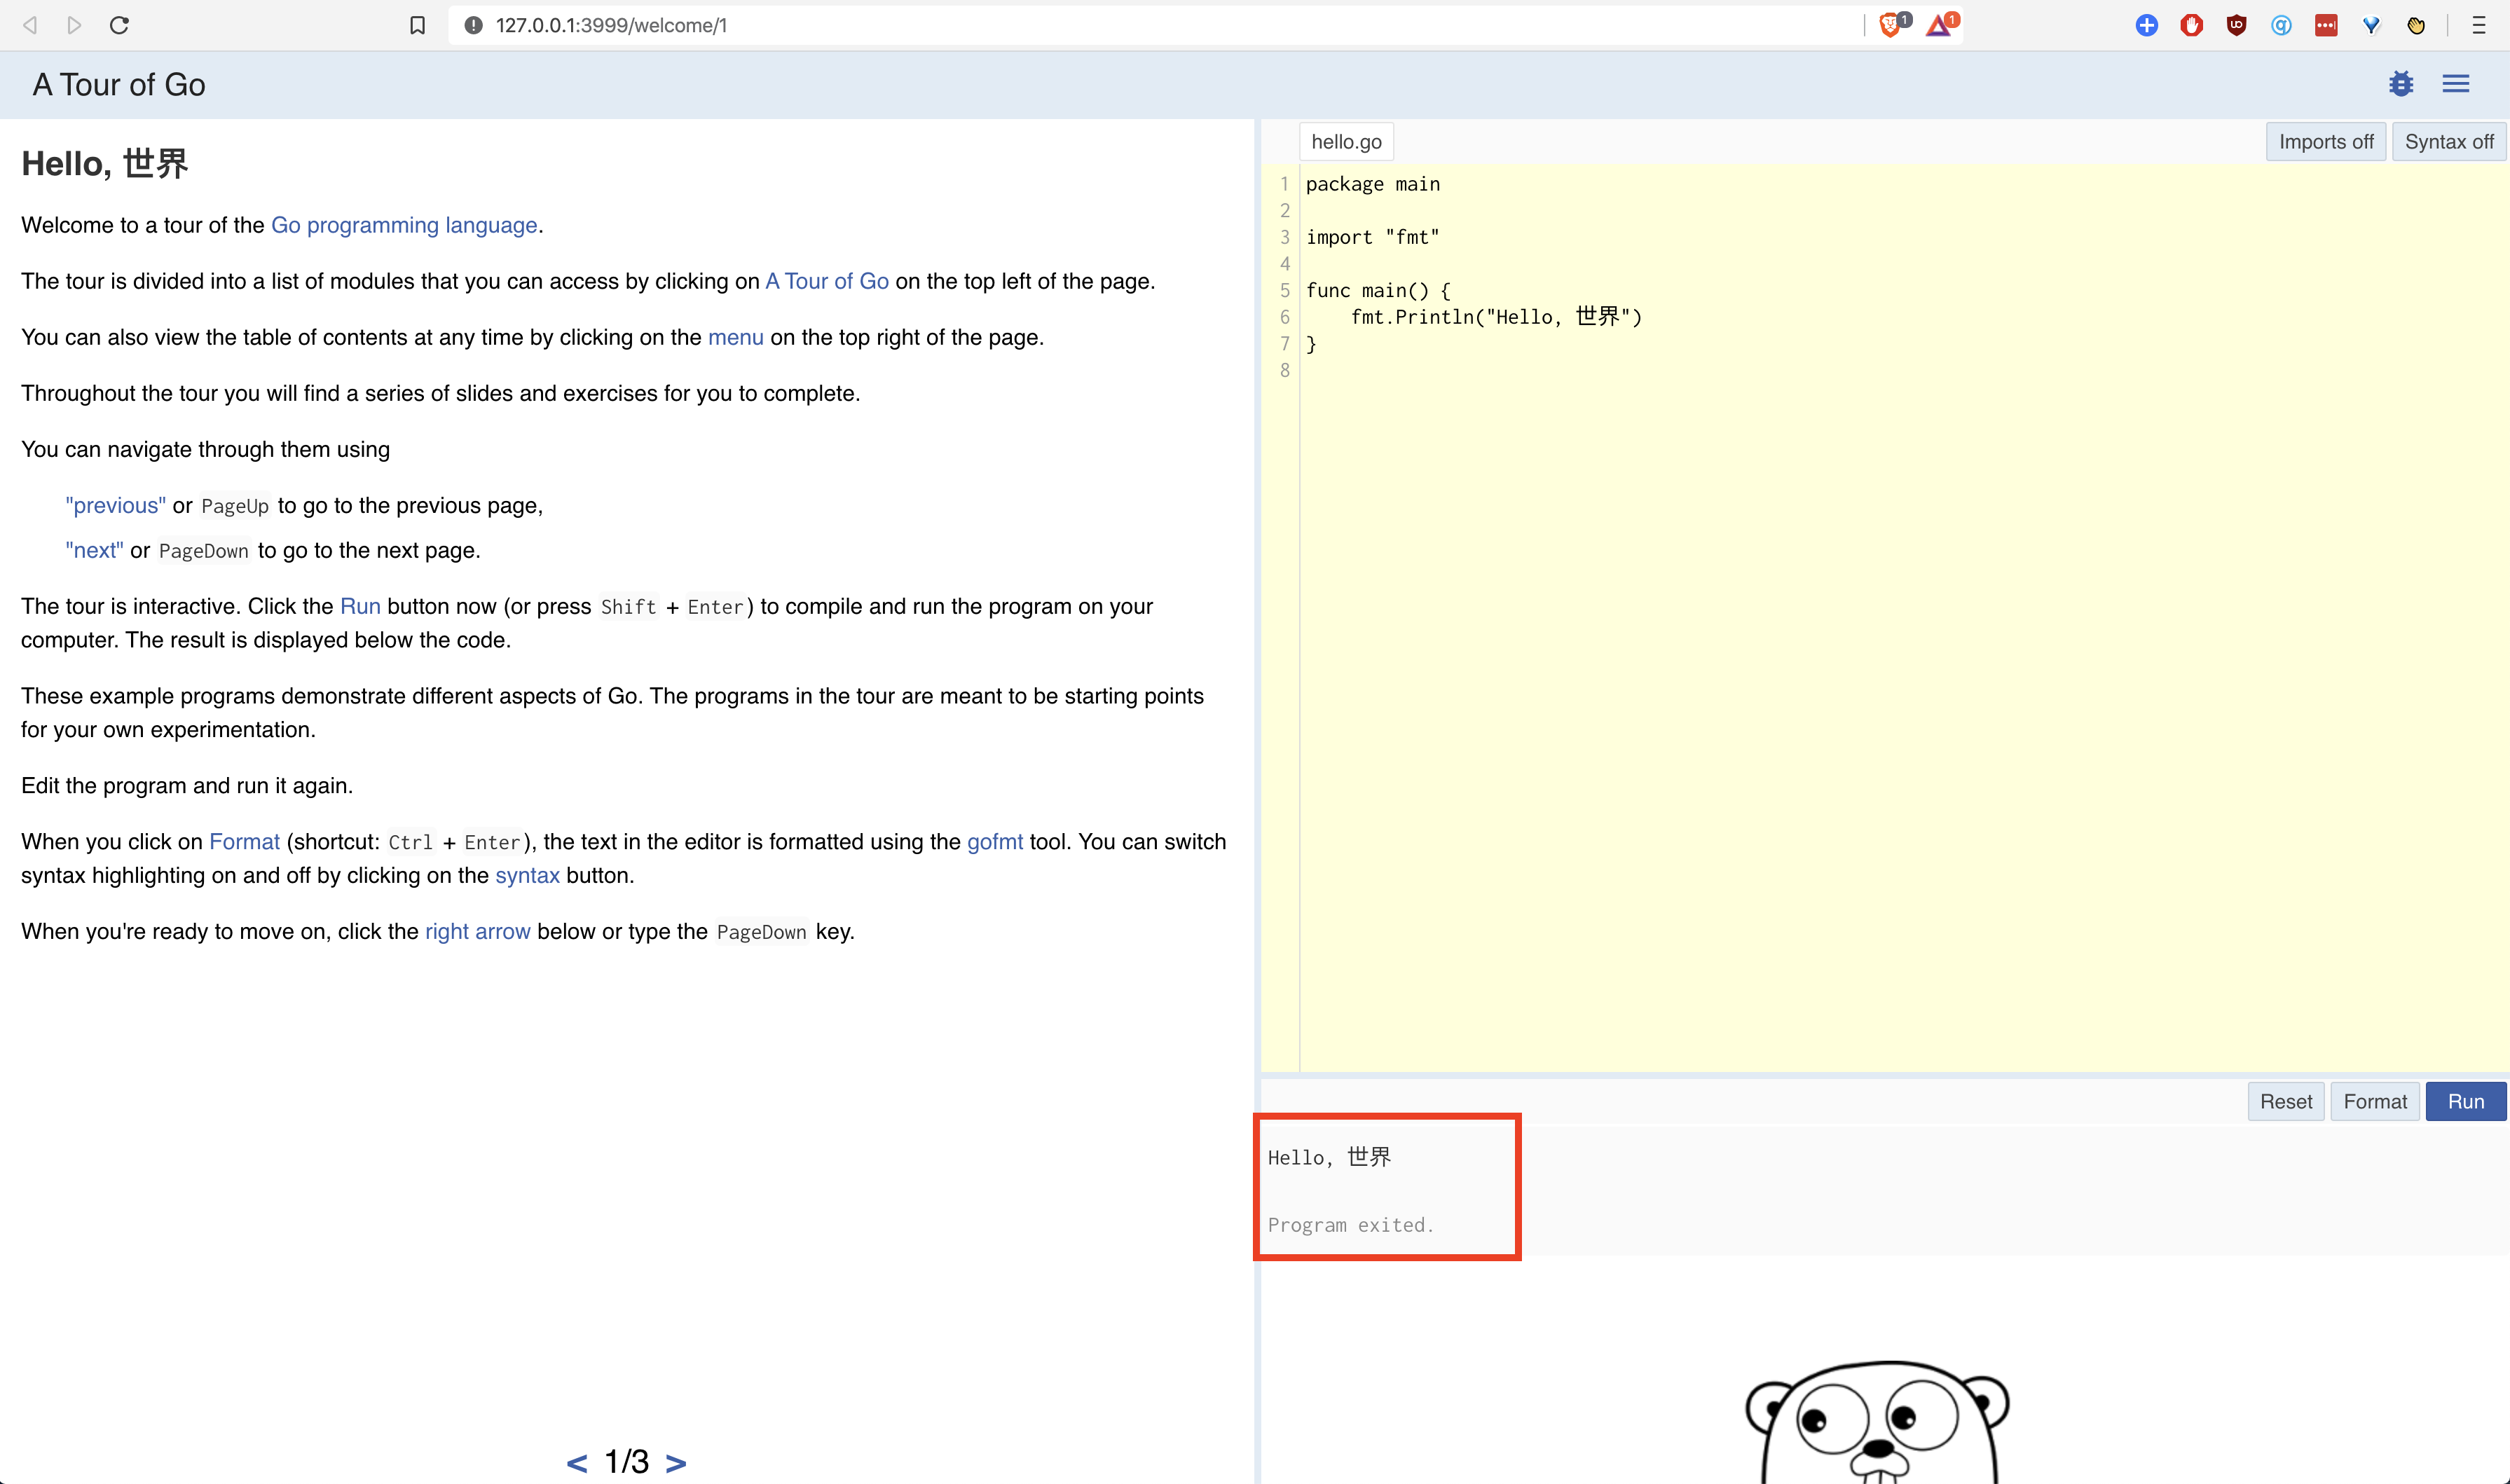 127.0.0.1:3999/welcome/1
1
1
A Tour of Go
Hello, 世界
Welcome to a tour of the Go programming language.
The tour is divided into a list of modules that you can access by clicking on A Tour of Go on the top left of the page.
You can also view the table of contents at any time by clicking on the menu on the top right of the page.
Throughout the tour you will find a series of slides and exercises for you to complete.
You can navigate through them using
"previous" or PageUp to go to the previous page,
"next" or PageDown to go to the next page.
The tour is interactive. Click the Run button now (or press Shift + Enter) to compile and run the program on your
computer. The result is displayed below the code.
These example programs demonstrate different aspects of Go. The programs in the tour are meant to be starting points
for your own experimentation.
Edit the program and run it again.
When you click on Format (shortcut: Ctrl + Enter), the text in the editor is formatted using the gofmt tool. You can switch
syntax highlighting on and off by clicking on the syntax button.
When you're ready to move on, click the right arrow below or type the PageDown key.
< 1/3 >
hello.go
Imports off
Syntax off
1 package main
2
3 import "fmt"
4
5 func main() {
6     fmt.Println("Hello, 世界")
7 }
8
Reset
Format
Run
Hello, 世界
Program exited.